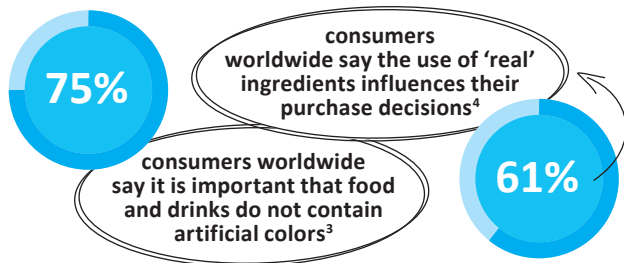 75%
consumers
worldwide say the use of ‘real’
ingredients influences their
purchase decisions⁴
consumers worldwide
say it is important that food
and drinks do not contain
artificial colors³
61%